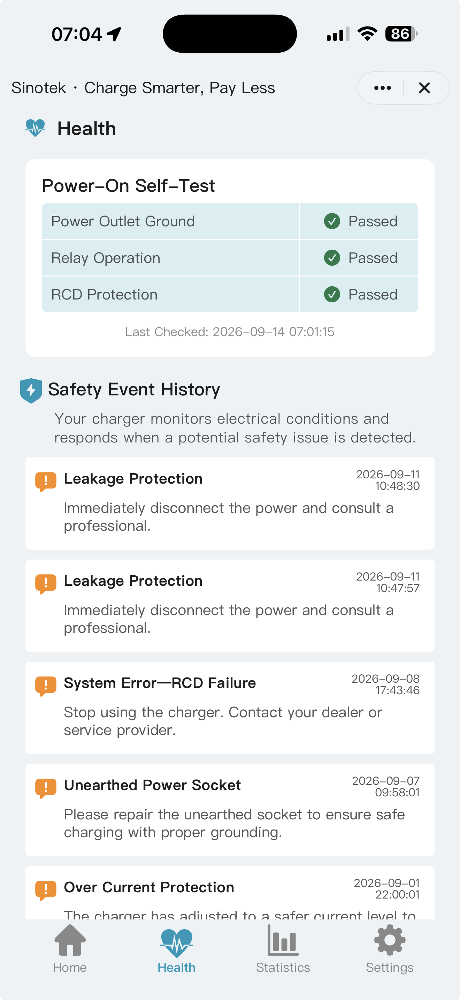 07:04
86
Sinotek · Charge Smarter, Pay Less
Health
Power-On Self-Test
Power Outlet Ground
Passed
Relay Operation
Passed
RCD Protection
Passed
Last Checked: 2026-09-14 07:01:15
Safety Event History
Your charger monitors electrical conditions and
responds when a potential safety issue is detected.
Leakage Protection
2026-09-11
10:48:30
Immediately disconnect the power and consult a
professional.
Leakage Protection
2026-09-11
10:47:57
Immediately disconnect the power and consult a
professional.
System Error—RCD Failure
2026-09-08
17:43:46
Stop using the charger. Contact your dealer or
service provider.
Unearthed Power Socket
2026-09-07
09:58:01
Please repair the unearthed socket to ensure safe
charging with proper grounding.
Over Current Protection
2026-09-01
22:00:01
The charger has adjusted to a safer current level to
Home
Health
Statistics
Settings